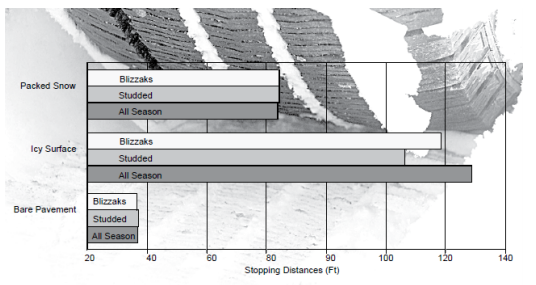 Packed Snow
Blizzaks
Studded
All Season
Icy Surface
Blizzaks
Studded
All Season
Bare Pavement
Blizzaks
Studded
All Season
20 40 60 80 100 120 140
Stopping Distances (Ft)